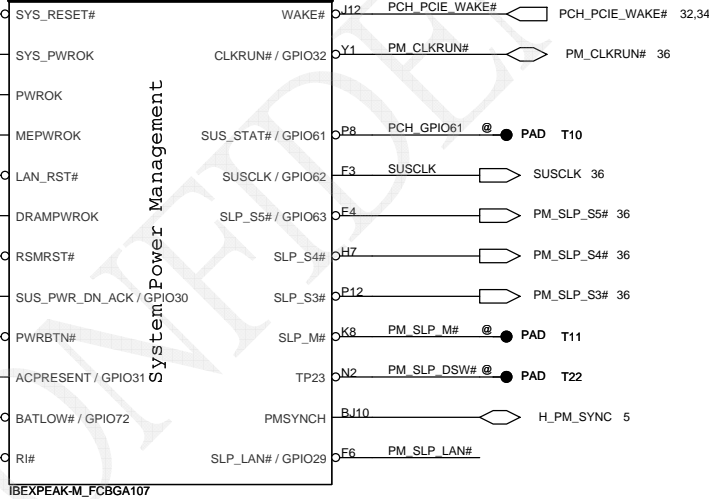 SYS_RESET# WAKE# J12 PCH_PCIE_WAKE# PCH_PCIE_WAKE# 32,34
SYS_PWROK CLKRUN# / GPIO32 Y1 PM_CLKRUN# PM_CLKRUN# 36
PWROK
MEPWROK SUS_STAT# / GPIO61 P8 PCH_GPIO61 @ PAD T10
LAN_RST# SUSCLK / GPIO62 F3 SUSCLK SUSCLK 36
DRAMPWROK SLP_S5# / GPIO63 E4 PM_SLP_S5# 36
RSMRST# SLP_S4# H7 PM_SLP_S4# 36
SUS_PWR_DN_ACK / GPIO30 SLP_S3# P12 PM_SLP_S3# 36
PWRBTN# SLP_M# K8 PM_SLP_M# @ PAD T11
ACPRESENT / GPIO31 TP23 N2 PM_SLP_DSW# @ PAD T22
BATLOW# / GPIO72 PMSYNCH BJ10 H_PM_SYNC 5
RI# SLP_LAN# / GPIO29 F6 PM_SLP_LAN#
System Power Management
IBEXPEAK-M_FCBGA107